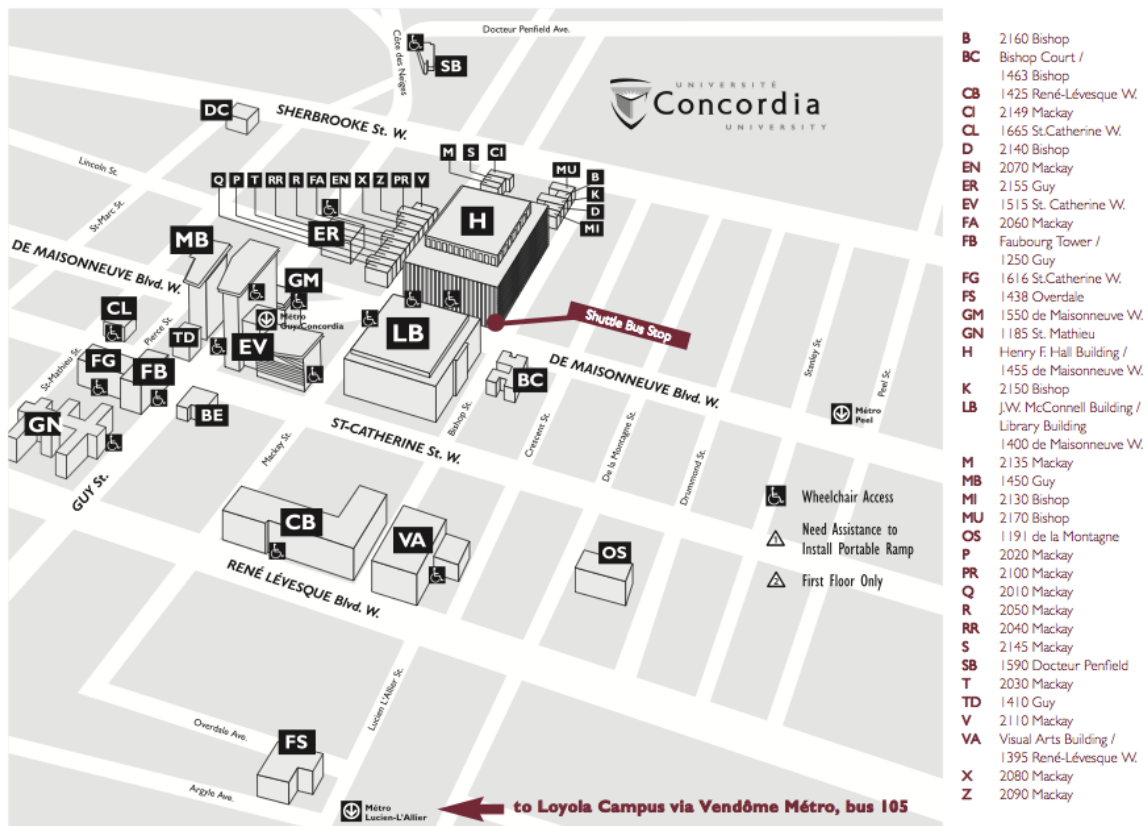 Docteur Penfield Ave.
Côte des Neiges
SB
UNIVERSITÉ
Concordia
UNIVERSITY
DC
SHERBROOKE St. W.
Lincoln St.
St-Marc St.
M S CI
MU
B
K
D
MI
Q P T RR R FA EN X Z PR V
H
ER
MB
GM
DE MAISONNEUVE Blvd. W.
CL
Pierce St.
TD
Métro
Guy-Concordia
EV
LB
Shuttle Bus Stop
DE MAISONNEUVE Blvd. W.
Stanley St.
Peel St.
St-Mathieu St.
FG
FB
BE
BC
Métro
Peel
GN
GUY St.
Mackay St.
ST-CATHERINE St. W.
Bishop St.
Crescent St.
De la Montagne St.
Drummond St.
CB
VA
OS
RENÉ LÉVESQUE Blvd. W.
Wheelchair Access
1
Need Assistance to
Install Portable Ramp
2
First Floor Only
Lucien L'Allier St.
Overdale Ave.
FS
Argyle Ave.
Métro
Lucien-L'Allier
to Loyola Campus via Vendôme Métro, bus 105
B 2160 Bishop
BC Bishop Court /
1463 Bishop
CB 1425 René-Lévesque W.
CI 2149 Mackay
CL 1665 St.Catherine W.
D 2140 Bishop
EN 2070 Mackay
ER 2155 Guy
EV 1515 St. Catherine W.
FA 2060 Mackay
FB Faubourg Tower /
1250 Guy
FG 1616 St.Catherine W.
FS 1438 Overdale
GM 1550 de Maisonneuve W.
GN 1185 St. Mathieu
H Henry F. Hall Building /
1455 de Maisonneuve W.
K 2150 Bishop
LB J.W. McConnell Building /
Library Building
1400 de Maisonneuve W.
M 2135 Mackay
MB 1450 Guy
MI 2130 Bishop
MU 2170 Bishop
OS 1191 de la Montagne
P 2020 Mackay
PR 2100 Mackay
Q 2010 Mackay
R 2050 Mackay
RR 2040 Mackay
S 2145 Mackay
SB 1590 Docteur Penfield
T 2030 Mackay
TD 1410 Guy
V 2110 Mackay
VA Visual Arts Building /
1395 René-Lévesque W.
X 2080 Mackay
Z 2090 Mackay